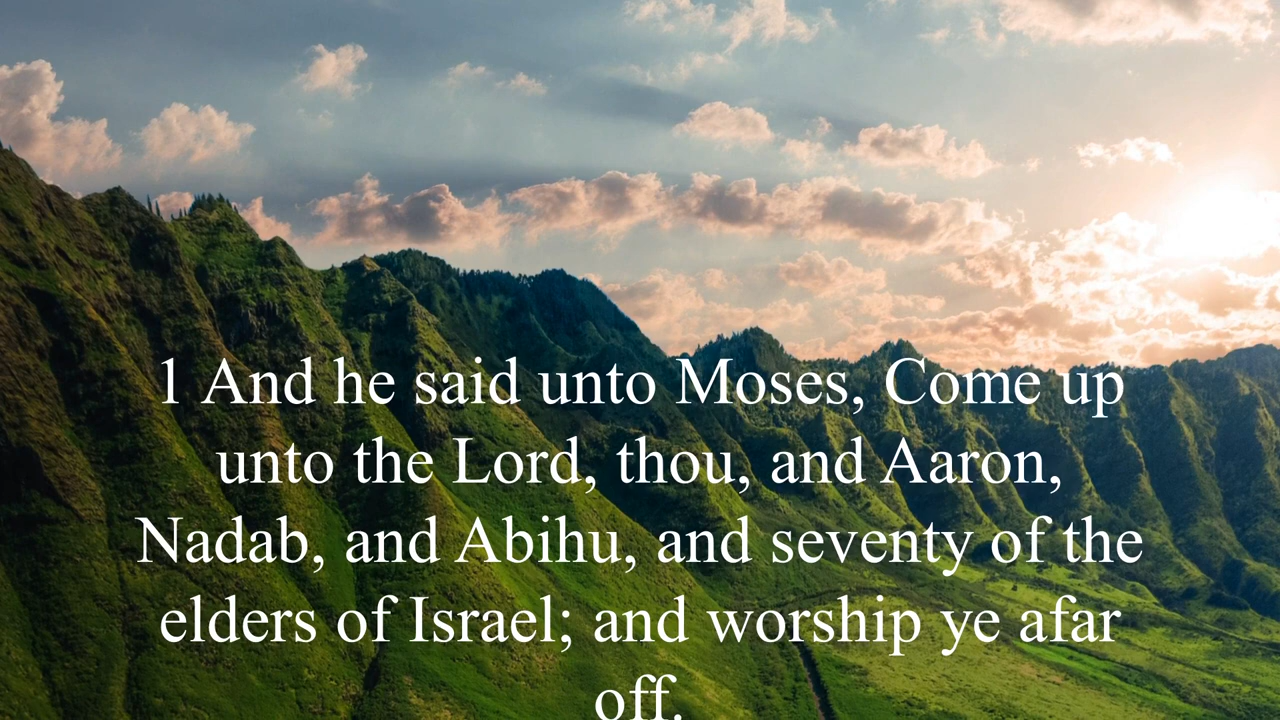 1 And he said unto Moses, Come up
unto the Lord, thou, and Aaron,
Nadab, and Abihu, and seventy of the
elders of Israel; and worship ye afar
off.